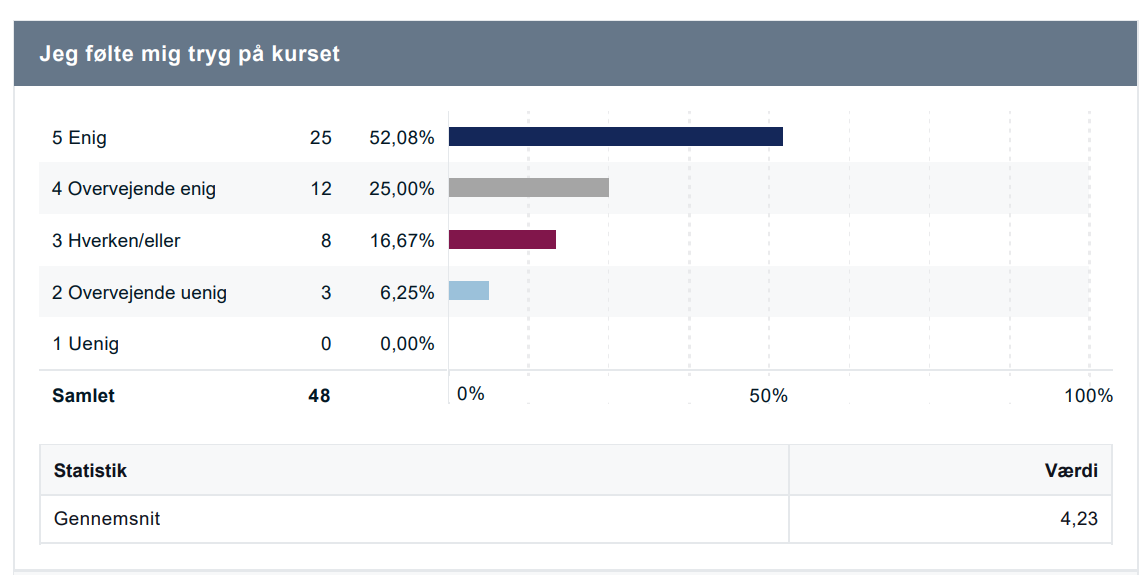 Jeg følte mig tryg på kurset
5 Enig 25 52,08%
4 Overvejende enig 12 25,00%
3 Hverken/eller 8 16,67%
2 Overvejende uenig 3 6,25%
1 Uenig 0 0,00%
Samlet 48 0% 50% 100%
Statistik Værdi
Gennemsnit 4,23